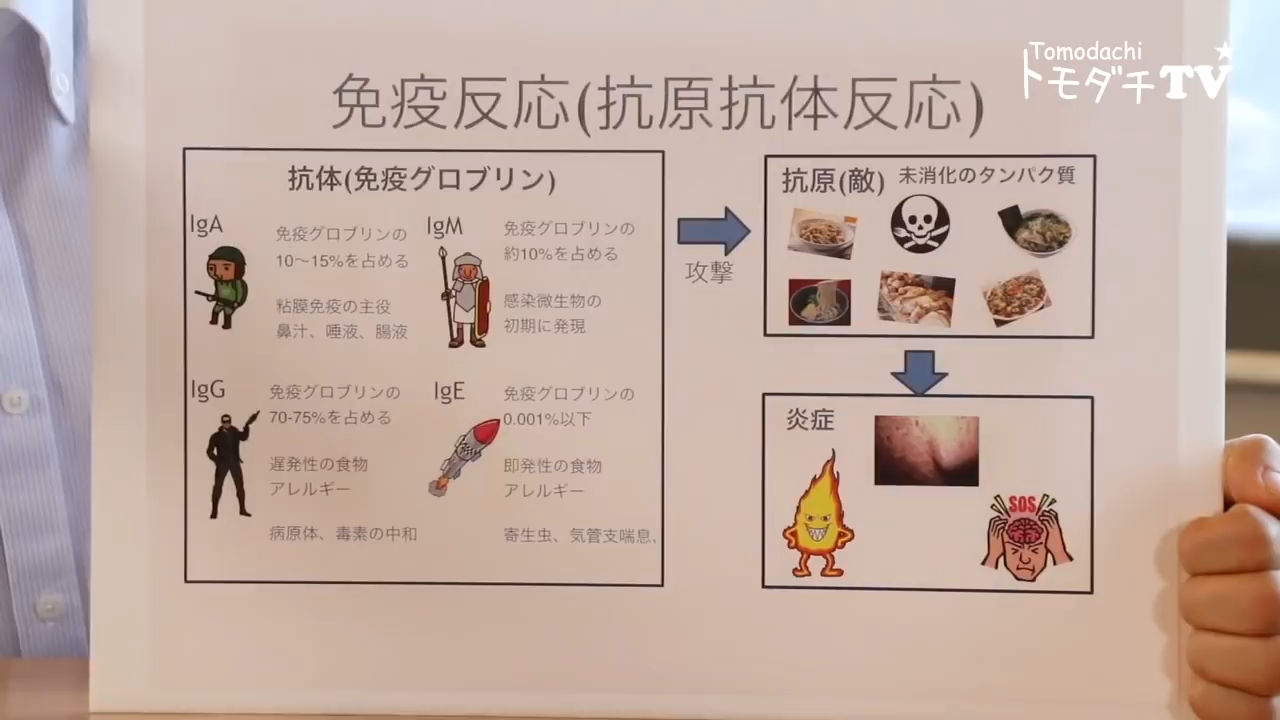 Tomodachi
トモダチTV
免疫反応(抗原抗体反応)
抗体(免疫グロブリン)
IgA
免疫グロブリンの
10〜15%を占める
粘膜免疫の主役
鼻汁、唾液、腸液
IgM
免疫グロブリンの
約10%を占める
感染微生物の
初期に発現
IgG
免疫グロブリンの
70-75%を占める
遅発性の食物
アレルギー
病原体、毒素の中和
IgE
免疫グロブリンの
0.001%以下
即発性の食物
アレルギー
寄生虫、気管支喘息、
攻撃
抗原(敵) 未消化のタンパク質
炎症
SOS